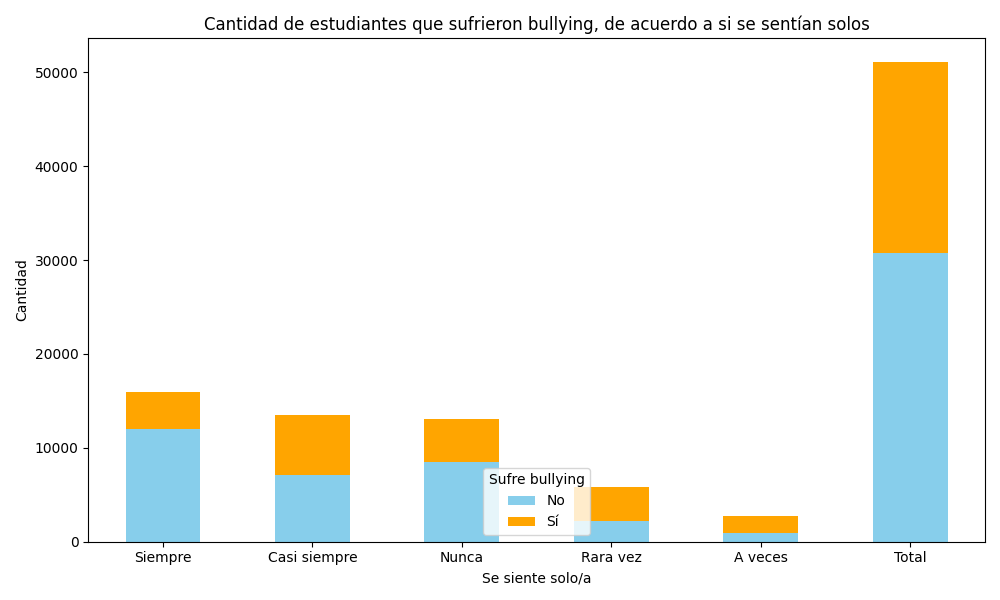 Cantidad de estudiantes que sufrieron bullying, de acuerdo a si se sentían solos
Cantidad
50000
40000
30000
20000
10000
0
Sufre bullying
No
Sí
Siempre
Casi siempre
Nunca
Rara vez
A veces
Total
Se siente solo/a